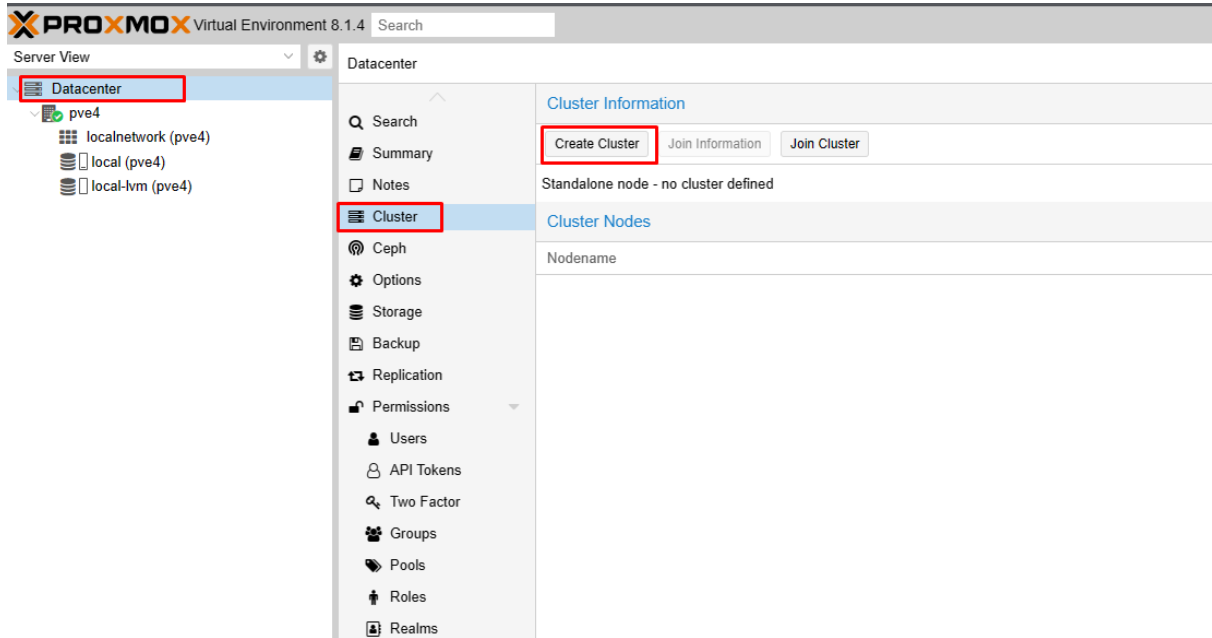 PROXMOX Virtual Environment 8.1.4 Search
Server View
Datacenter
pve4
localnetwork (pve4)
local (pve4)
local-lvm (pve4)
Datacenter
Search
Summary
Notes
Cluster
Ceph
Options
Storage
Backup
Replication
Permissions
Users
API Tokens
Two Factor
Groups
Pools
Roles
Realms
Cluster Information
Create Cluster Join Information Join Cluster
Standalone node - no cluster defined
Cluster Nodes
Nodename